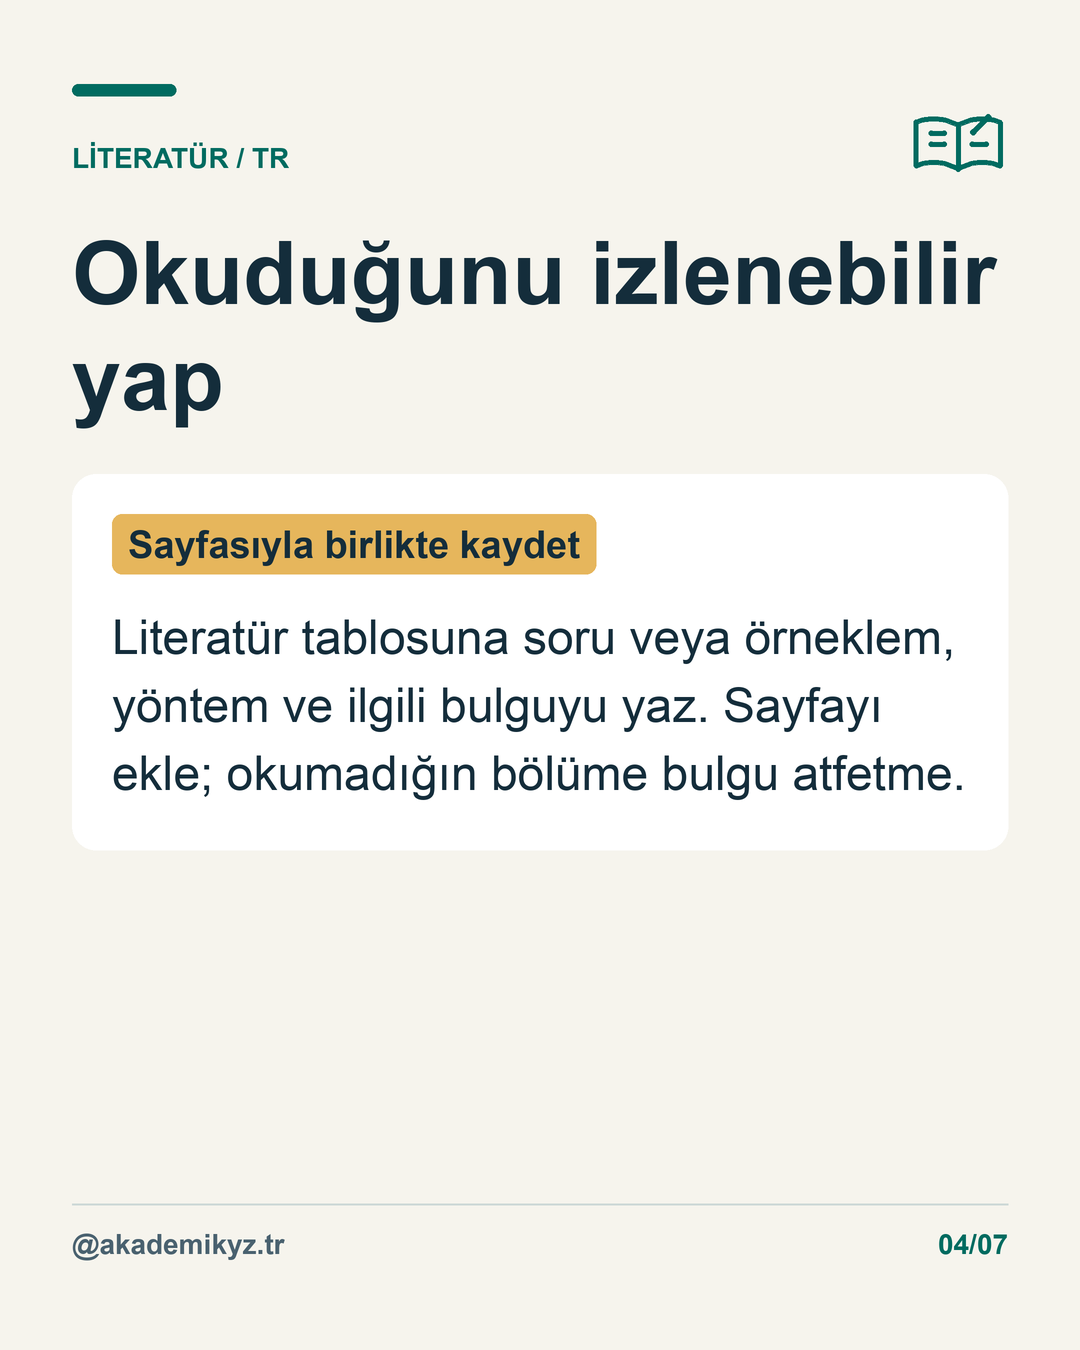 LİTERATÜR / TR
Okuduğunu izlenebilir
yap
Sayfasıyla birlikte kaydet
Literatür tablosuna soru veya örneklem,
yöntem ve ilgili bulguyu yaz. Sayfayı
ekle; okumadığın bölüme bulgu atfetme.
@akademikyz.tr
04/07